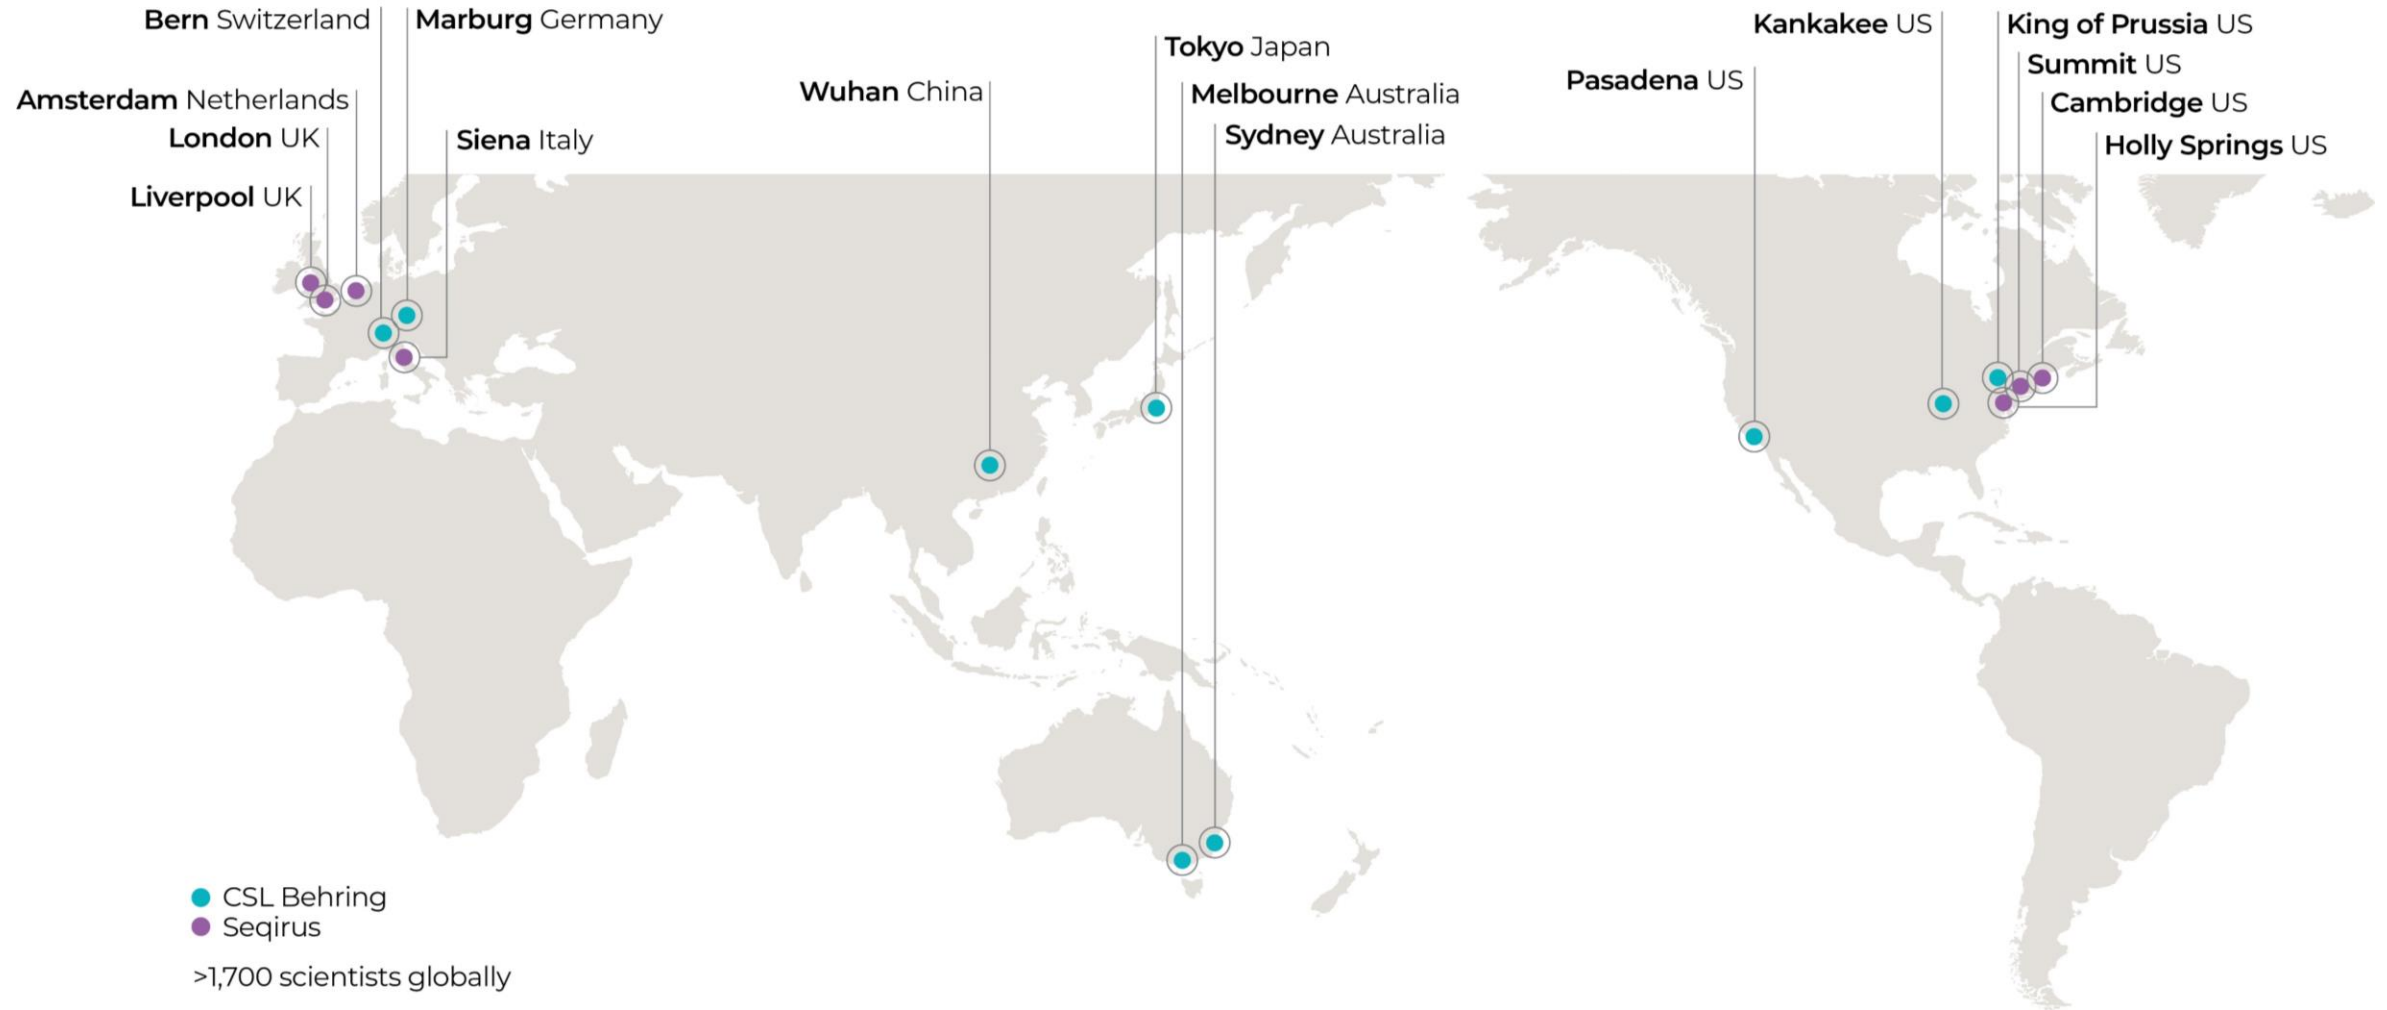 Bern Switzerland
Marburg Germany
Amsterdam Netherlands
London UK
Siena Italy
Liverpool UK
Wuhan China
Tokyo Japan
Melbourne Australia
Sydney Australia
Pasadena US
Kankakee US
King of Prussia US
Summit US
Cambridge US
Holly Springs US
CSL Behring
Seqirus
>1,700 scientists globally